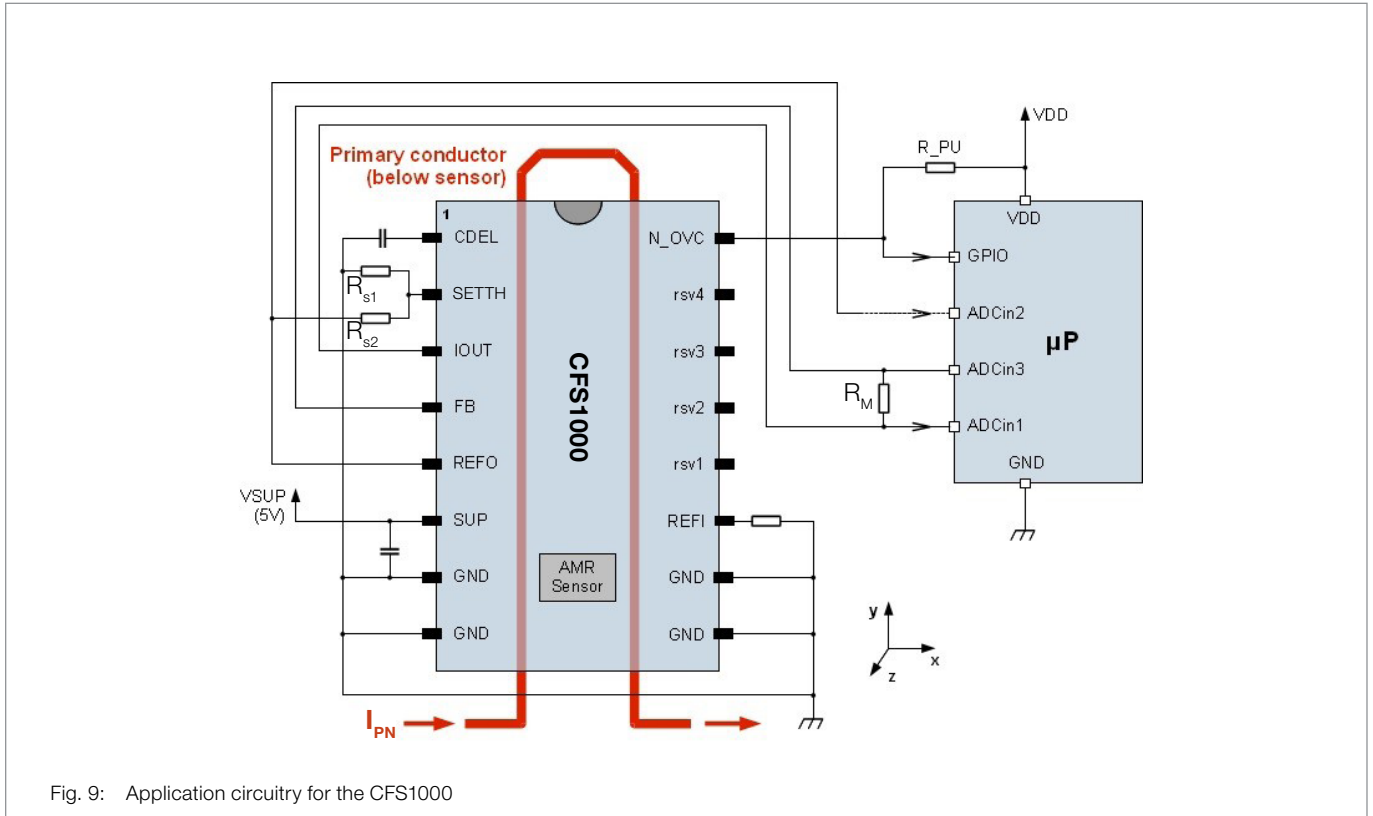 Primary conductor
(below sensor)
VDD
R_PU
1
CDEL
N_OVC
VDD
GPIO
Rs1
SETTH
rsv4
ADCin2
Rs2
IOUT
rsv3
µP
CFS1000
ADCin3
RM
FB
rsv2
ADCin1
REFO
rsv1
GND
VSUP
(5V)
SUP
REFI
GND
AMR
Sensor
GND
GND
GND
y
x
z
IPN
Fig. 9: Application circuitry for the CFS1000